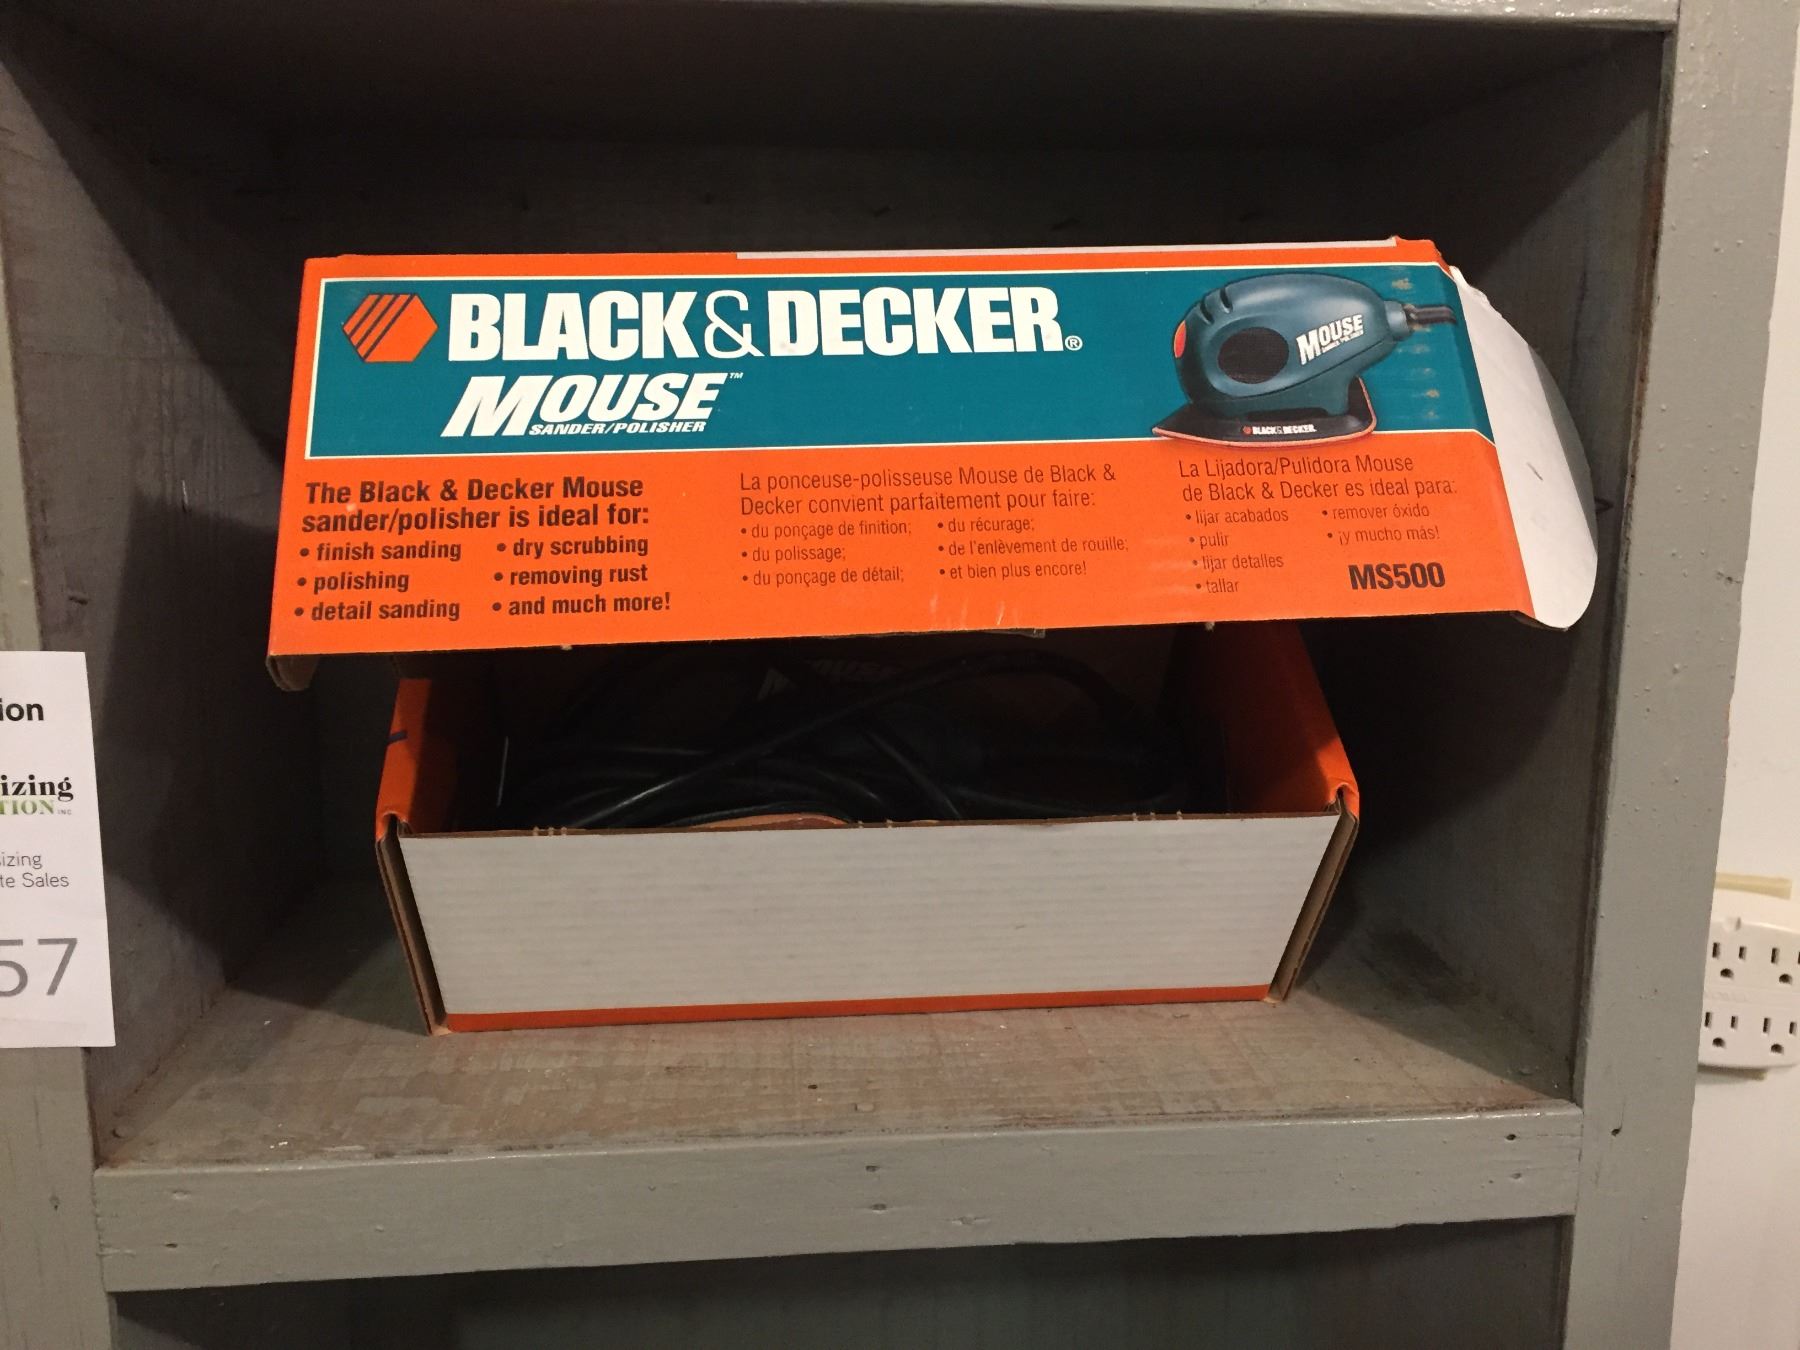 BLACK & DECKER®
MOUSE™
SANDER/POLISHER
MOUSE
BLACK & DECKER
The Black & Decker Mouse
sander/polisher is ideal for:
• finish sanding
• polishing
• detail sanding
• dry scrubbing
• removing rust
• and much more!
La ponceuse-polisseuse Mouse de Black &
Decker convient parfaitement pour faire:
• du ponçage de finition;
• du polissage;
• du ponçage de détail;
• du récurage;
• de l'enlèvement de rouille;
• et bien plus encore!
La Lijadora/Pulidora Mouse
de Black & Decker es ideal para:
• lijar acabados
• pulir
• lijar detalles
• tallar
• remover óxido
• ¡y mucho más!
MS500
MOUSE
ion
izing
TION INC
sizing
te Sales
57